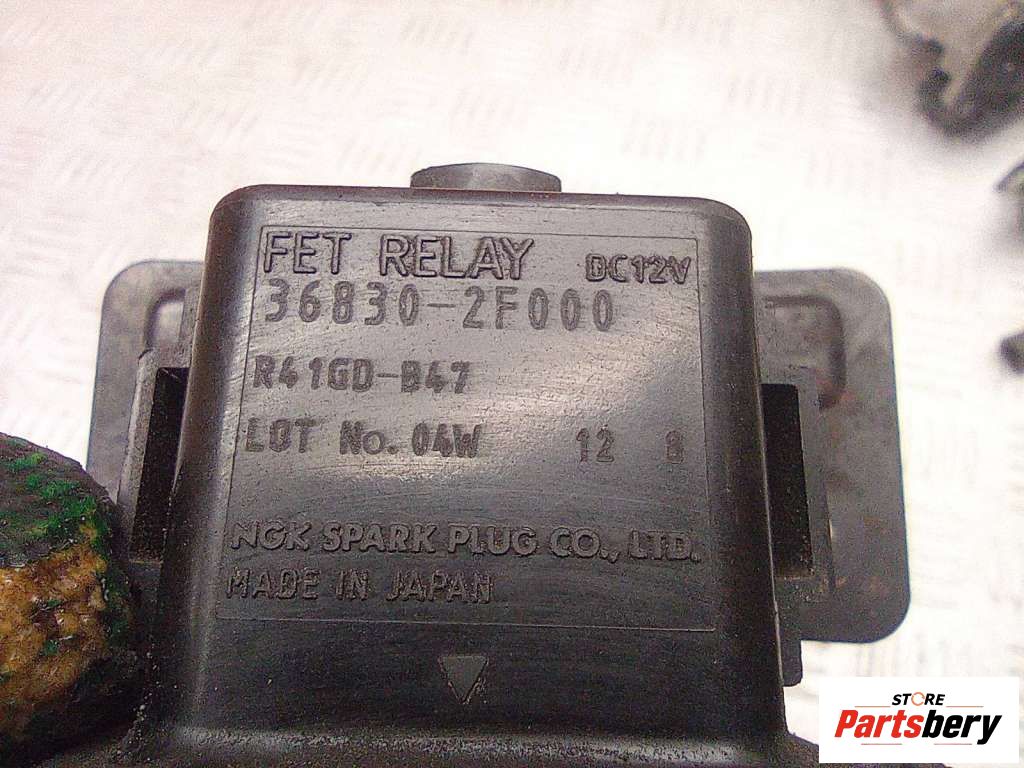 FET RELAY DC12V
36830-2F000
R41GD-B47
LOT No. 04W 12 8
NGK SPARK PLUG CO., LTD.
MADE IN JAPAN
STORE
Partsbery